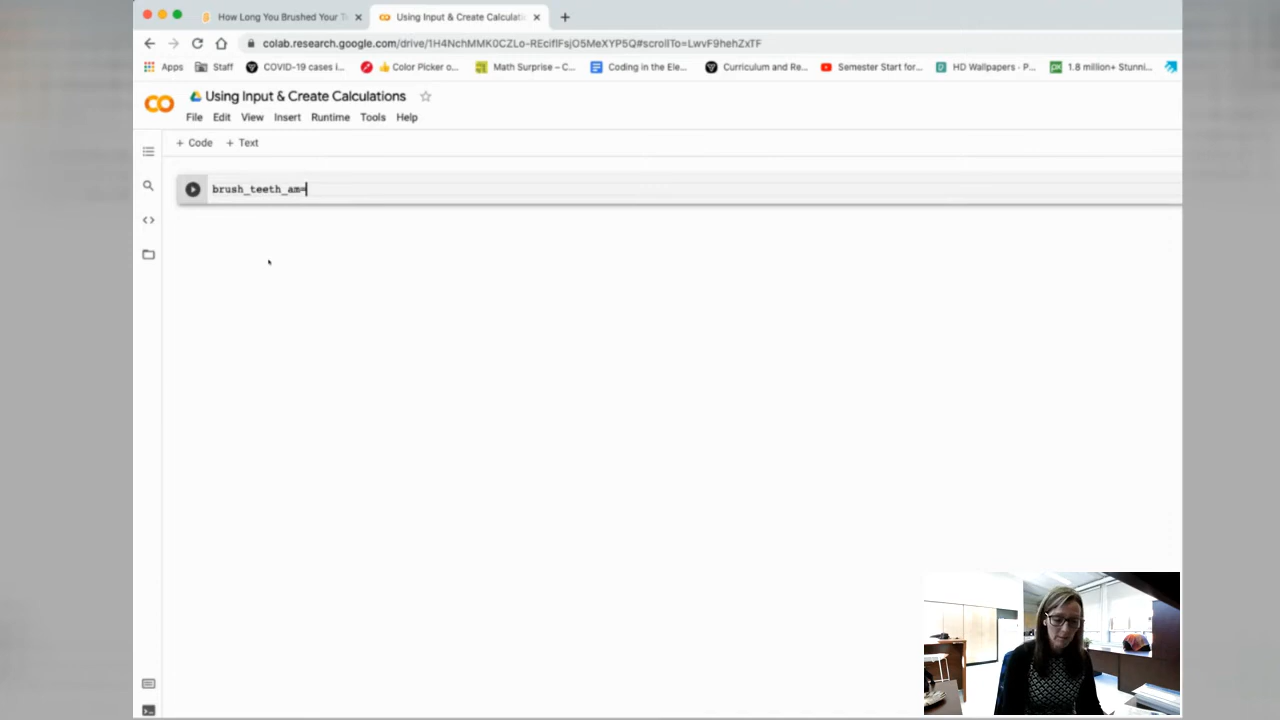 How Long You Brushed Your T
Using Input & Create Calculati
colab.research.google.com/drive/1H4NchMMK0CZLo-REciflFsjO5MeXYP5Q#scrollTo=LwvF9hehZxTF
Apps
Staff
COVID-19 cases i...
Color Picker o...
Math Surprise – C...
Coding in the Ele...
Curriculum and Re...
Semester Start for...
HD Wallpapers · P...
1.8 million+ Stunni...
Using Input & Create Calculations
File Edit View Insert Runtime Tools Help
+ Code + Text
brush_teeth_am=